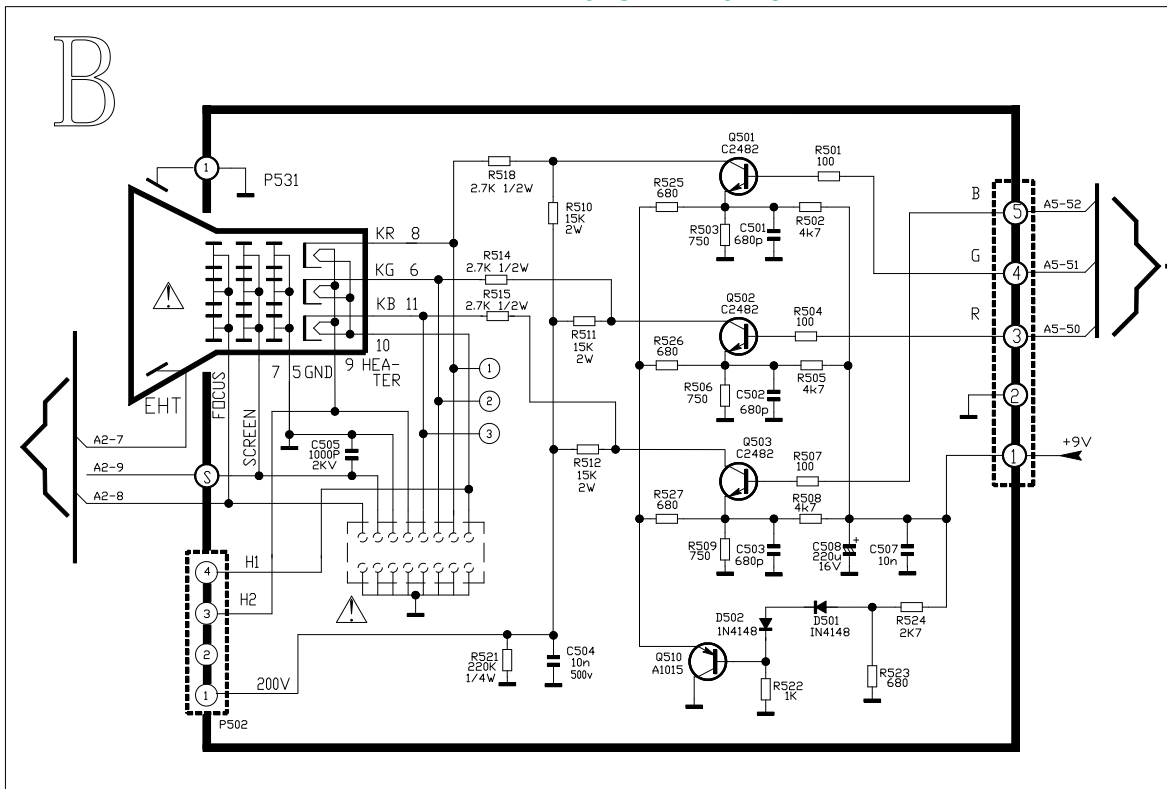 B
P531
1
R518
2.7K 1/2W
R510
15K
2W
Q501
C2482
R501
100
R525
680
R503
750
C501
680p
R502
4k7
KR 8
KG 6
KB 11
R514
2.7K 1/2W
R515
2.7K 1/2W
R511
15K
2W
Q502
C2482
R504
100
R526
680
R506
750
C502
680p
R505
4k7
B
G
R
5
4
3
2
1
A5-52
A5-51
A5-50
+9V
10
9 HEA-
TER
7 5 GND
EHT
FOCUS
SCREEN
1
2
3
C505
1000P
2KV
R512
15K
2W
Q503
C2482
R507
100
R527
680
R508
4k7
R509
750
C503
680p
C508
220u
16V
+
C507
10n
A2-7
A2-9
A2-8
S
4
3
2
1
H1
H2
200V
P502
R521
220K
1/4W
C504
10n
500v
D502
1N4148
D501
IN4148
R524
2K7
Q510
A1015
R522
1K
R523
680